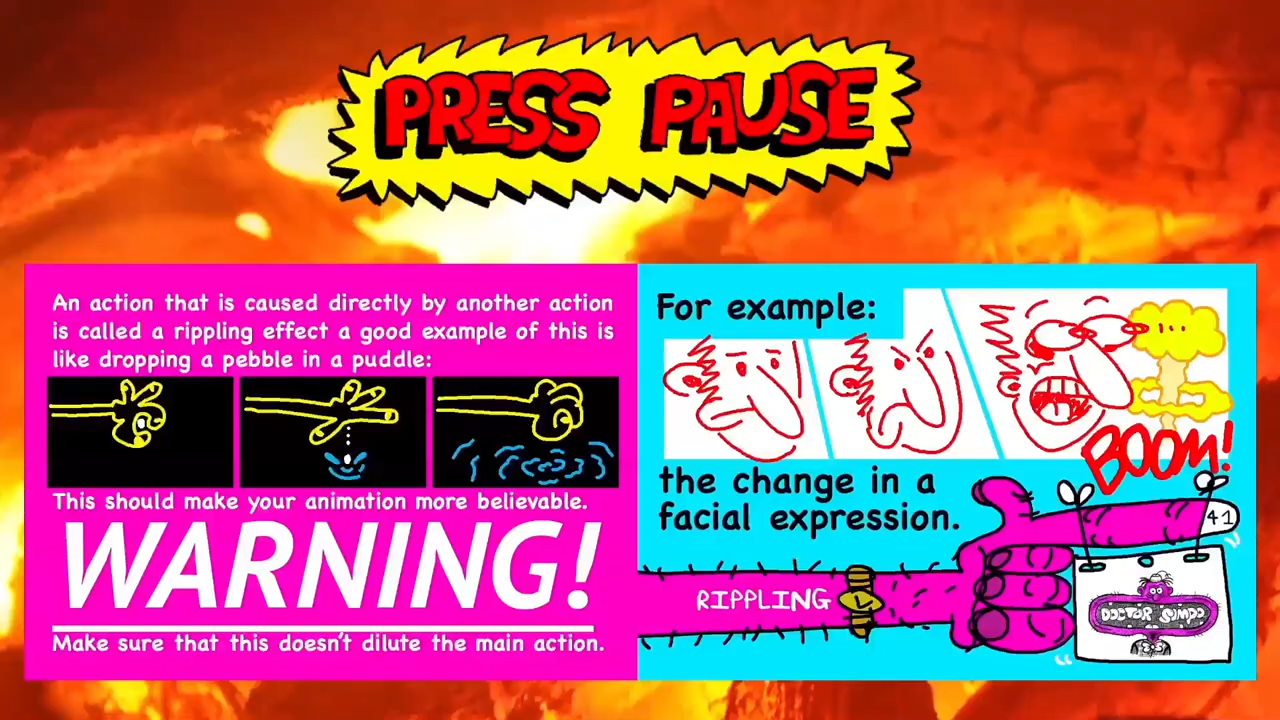 PRESS PAUSE
An action that is caused directly by another action
is called a rippling effect a good example of this is
like dropping a pebble in a puddle:
This should make your animation more believable.
WARNING!
Make sure that this doesn't dilute the main action.
For example:
BOOM!
the change in a
facial expression.
41
RIPPLING
DOCTOR SIMPO